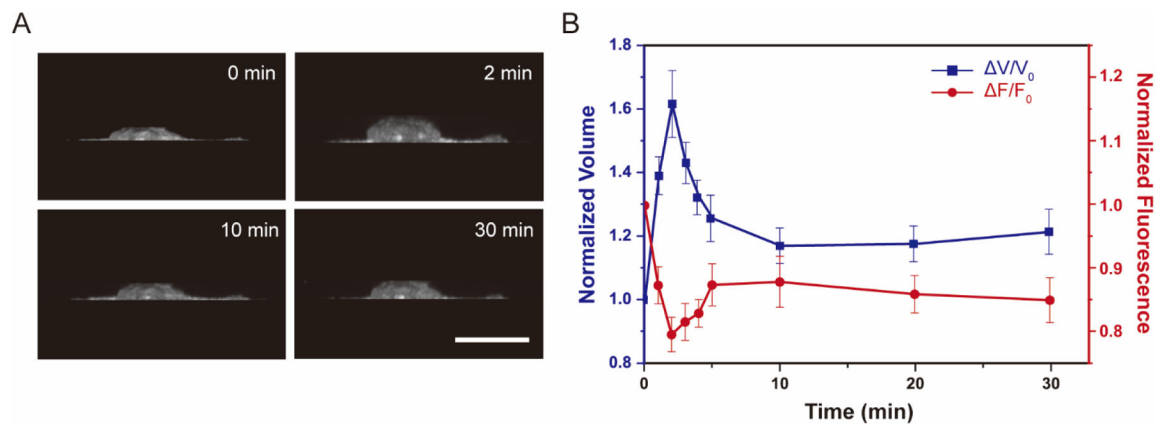 A
0 min
2 min
10 min
30 min
B
Normalized Volume
1.8
1.6
1.4
1.2
1.0
0.8
ΔV/V0
ΔF/F0
1.2
1.1
1.0
0.9
0.8
Normalized Fluorescence
0
10
20
30
Time (min)